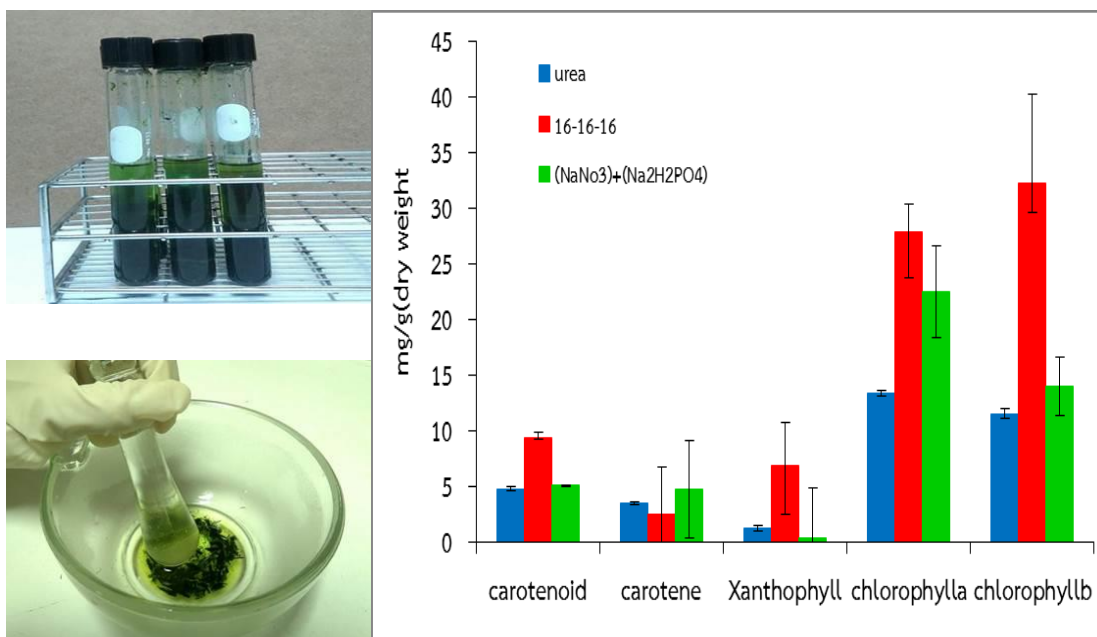 45
40
35
30
25
20
15
10
5
0
mg/g(dry weight
urea
16-16-16
(NaNo3)+(Na2H2PO4)
carotenoid carotene Xanthophyll chlorophylla chlorophyllb